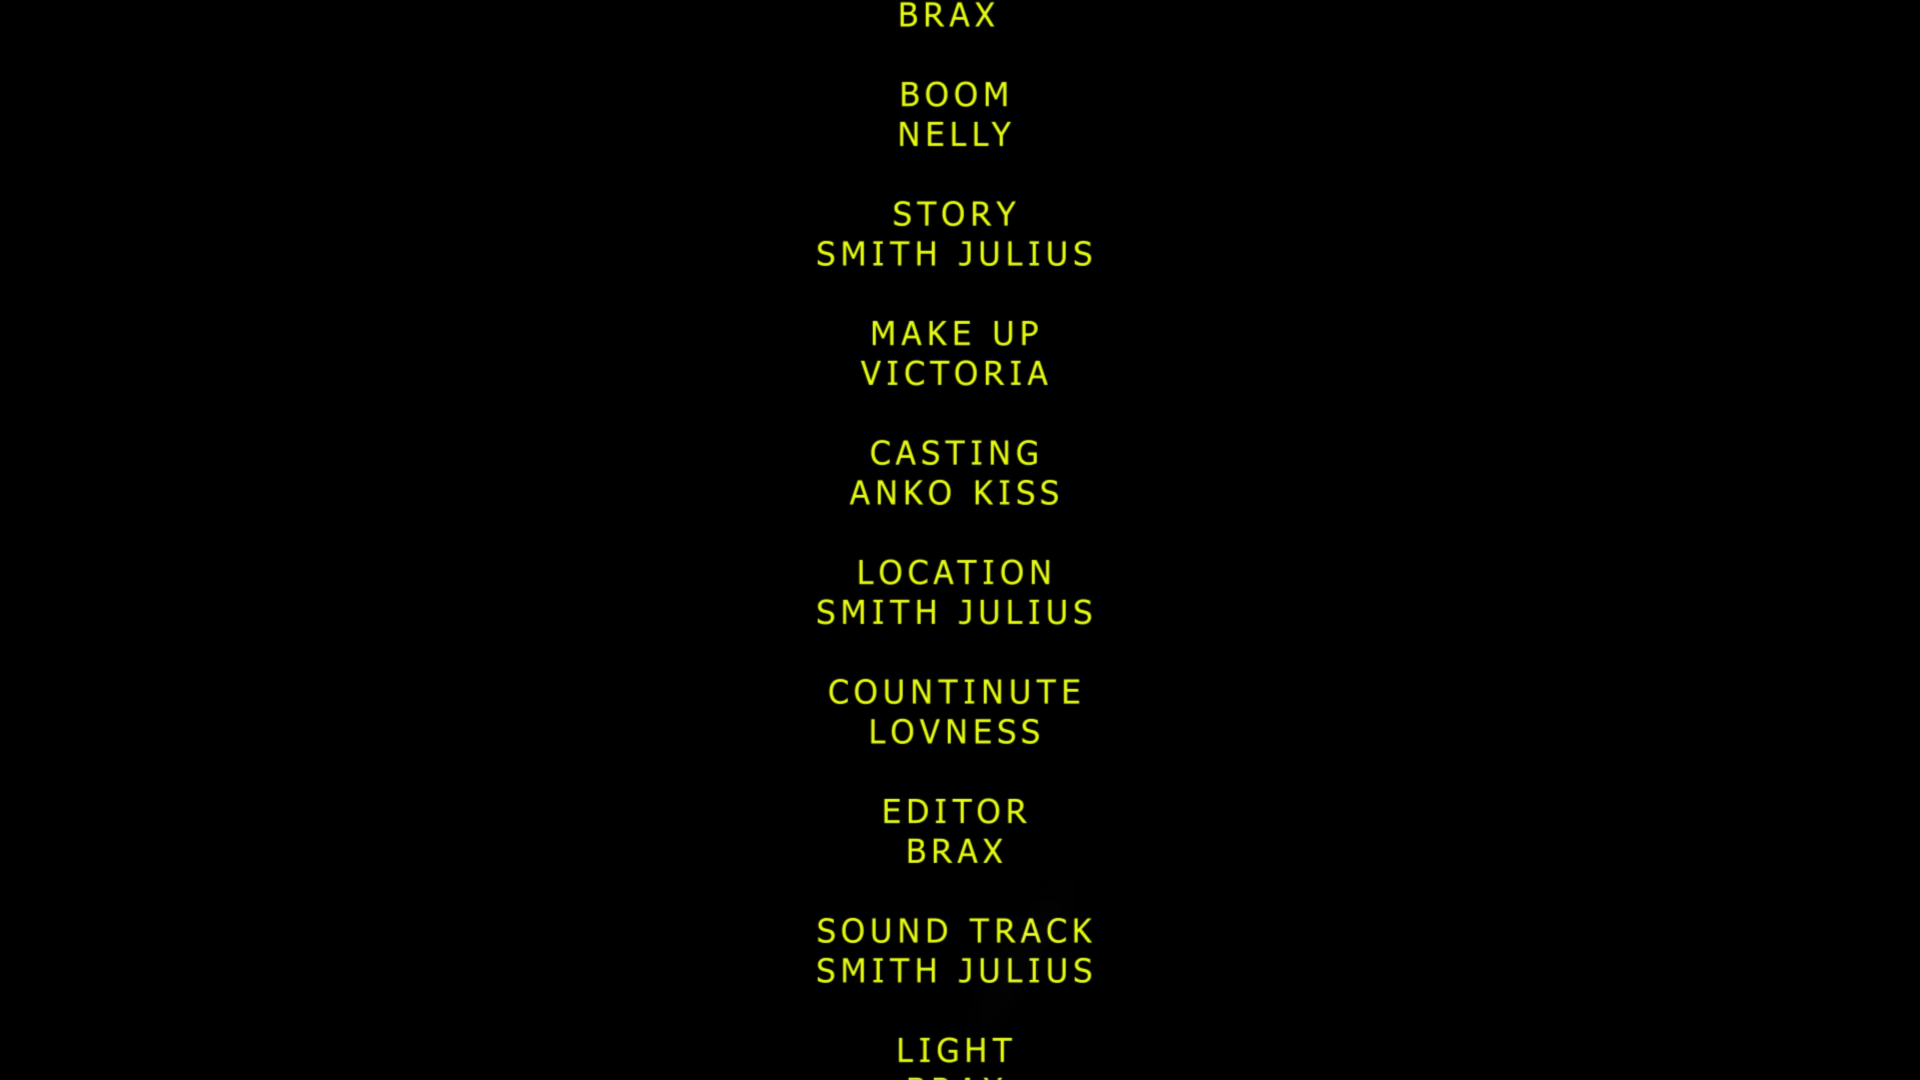 BRAX
BOOM
NELLY
STORY
SMITH JULIUS
MAKE UP
VICTORIA
CASTING
ANKO KISS
LOCATION
SMITH JULIUS
COUNTINUTE
LOVNESS
EDITOR
BRAX
SOUND TRACK
SMITH JULIUS
LIGHT